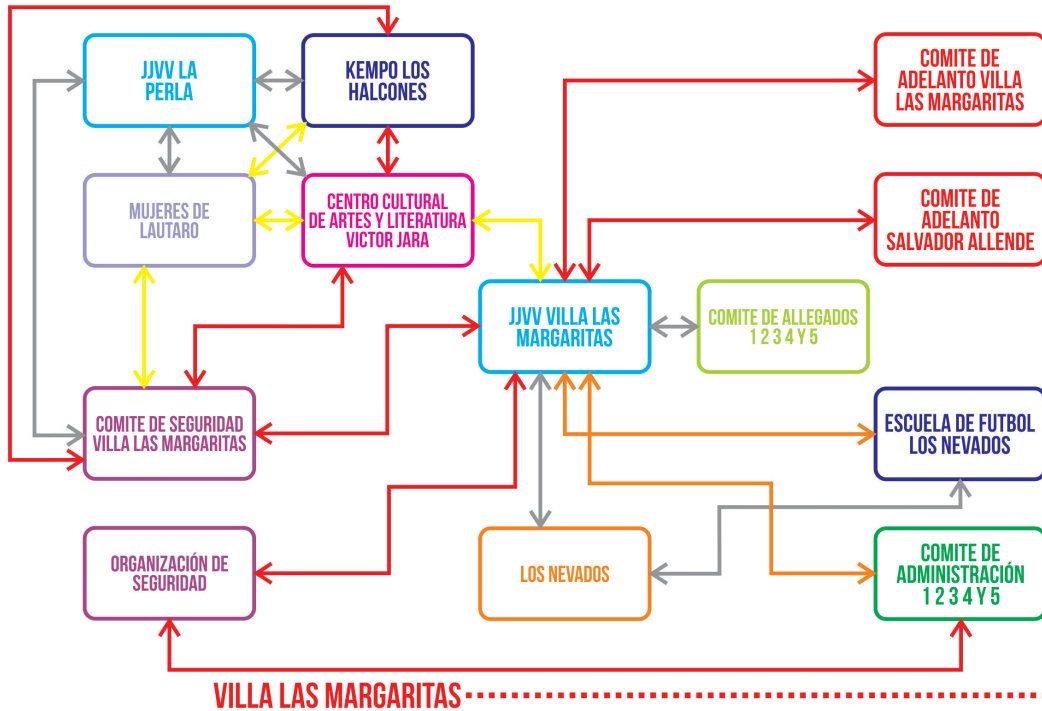 JJVV LA
PERLA
KEMPO LOS
HALCONES
COMITE DE
ADELANTO VILLA
LAS MARGARITAS
MUJERES DE
LAUTARO
CENTRO CULTURAL
DE ARTES Y LITERATURA
VICTOR JARA
COMITE DE
ADELANTO
SALVADOR ALLENDE
JJVV VILLA LAS
MARGARITAS
COMITE DE ALLEGADOS
1 2 3 4 Y 5
COMITE DE SEGURIDAD
VILLA LAS MARGARITAS
ESCUELA DE FUTBOL
LOS NEVADOS
ORGANIZACIÓN DE
SEGURIDAD
LOS NEVADOS
COMITE DE
ADMINISTRACIÓN
1 2 3 4 Y 5
VILLA LAS MARGARITAS